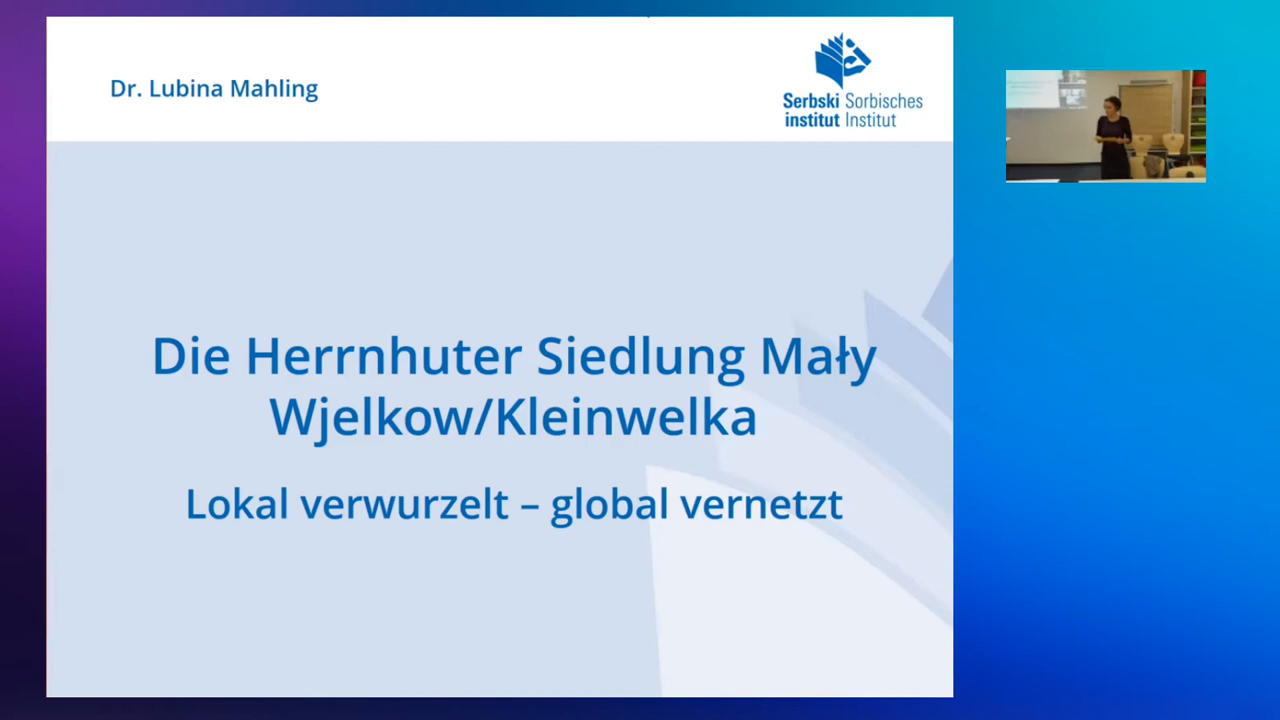 Dr. Lubina Mahling
Serbski Sorbisches
institut Institut
Die Herrnhuter Siedlung Mały
Wjelkow/Kleinwelka
Lokal verwurzelt – global vernetzt